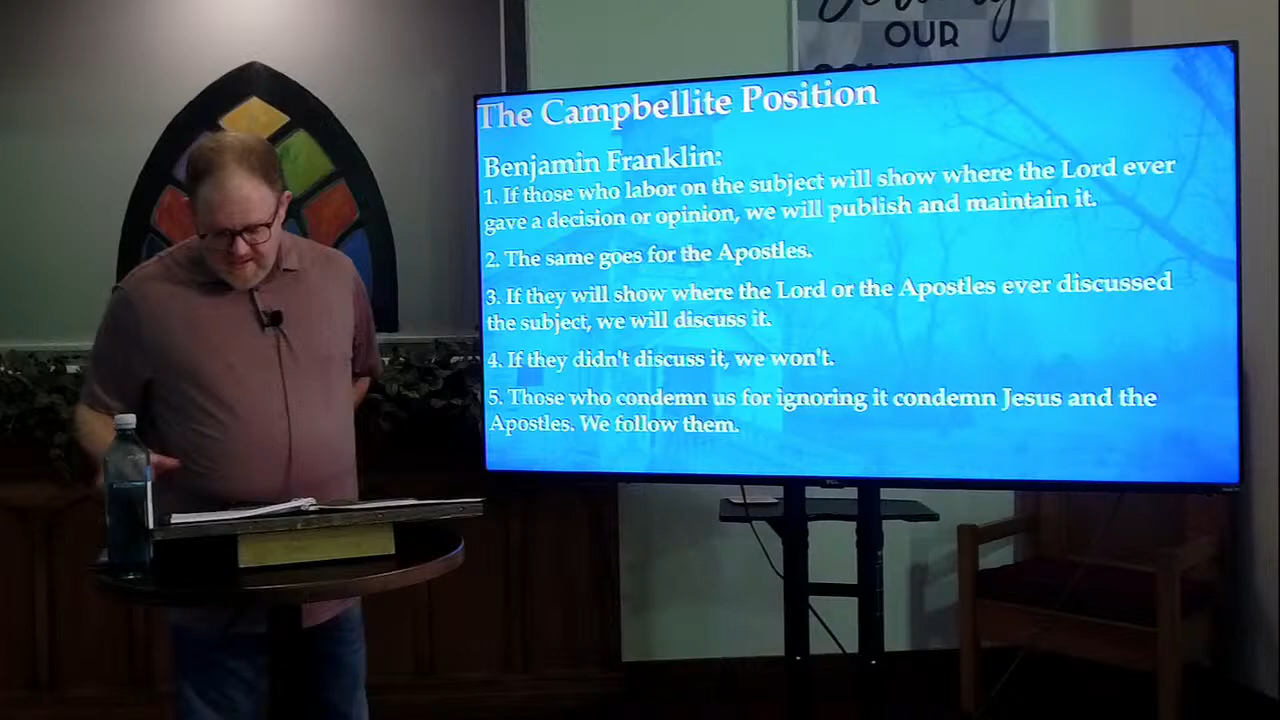 OUR
The Campbellite Position
Benjamin Franklin:
1. If those who labor on the subject will show where the Lord ever
gave a decision or opinion, we will publish and maintain it.
2. The same goes for the Apostles.
3. If they will show where the Lord or the Apostles ever discussed
the subject, we will discuss it.
4. If they didn't discuss it, we won't.
5. Those who condemn us for ignoring it condemn Jesus and the
Apostles. We follow them.
TCL